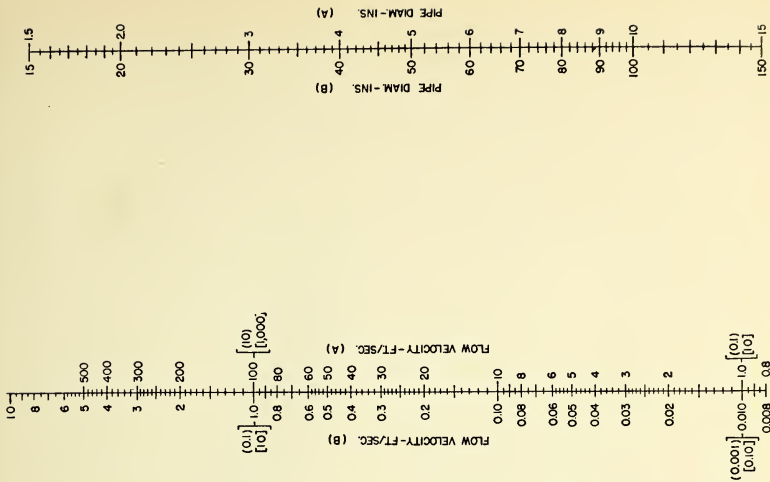 PIPE DIAM.-INS. (A)
1.5 2.0 3 4 5 6 7 8 9 10 15
15 20 30 40 50 60 70 80 90 100 150
PIPE DIAM-INS. (B)
FLOW VELOCITY-FT/SEC. (A)
(10)
[1,000]
500 400 300 200 100 80 60 50 40 30 20 10 8 6 5 4 3 2 1.0 0.8
(1.0)
[10]
10 8 6 5 4 3 2 1.0 0.8 0.6 0.5 0.4 0.3 0.2 0.10 0.08 0.06 0.05 0.04 0.03 0.02 0.010 0.008
(1.0)
[10]
(0.001)
[0.10]
FLOW VELOCITY-FT/SEC. (B)